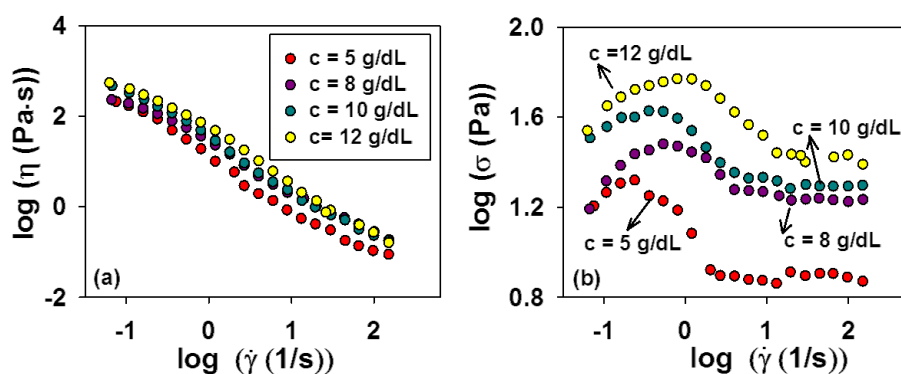 4
2
0
-2
log (η (Pa·s))
c = 5 g/dL
c = 8 g/dL
c = 10 g/dL
c= 12 g/dL
(a)
-1 0 1 2
log (γ̇ (1/s))
2.0
1.6
1.2
0.8
log (σ (Pa))
c = 12 g/dL
c = 10 g/dL
c = 5 g/dL
c = 8 g/dL
(b)
-1 0 1 2
log (γ̇ (1/s))